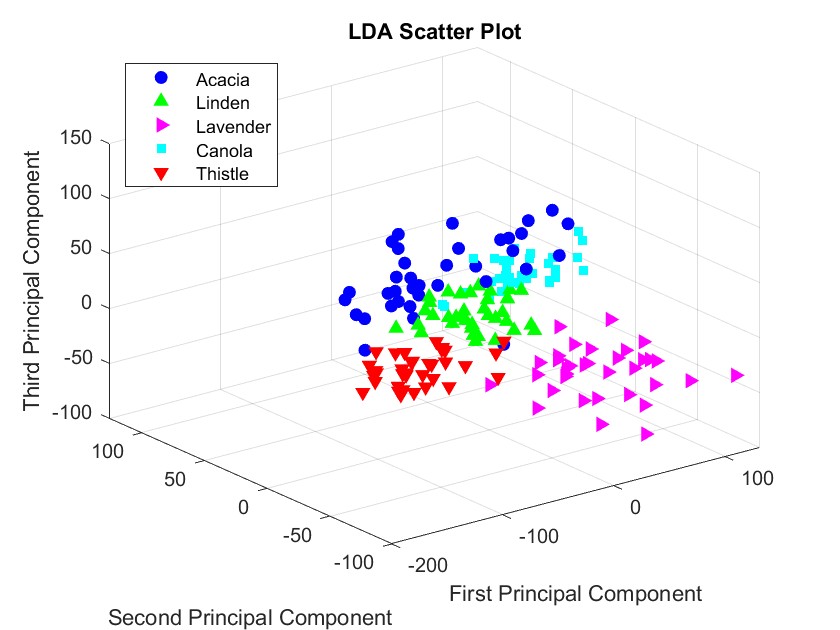 LDA Scatter Plot
Acacia
Linden
Lavender
Canola
Thistle
Third Principal Component
150
100
50
0
-50
-100
100
50
0
-50
-100
Second Principal Component
-200
-100
0
100
First Principal Component